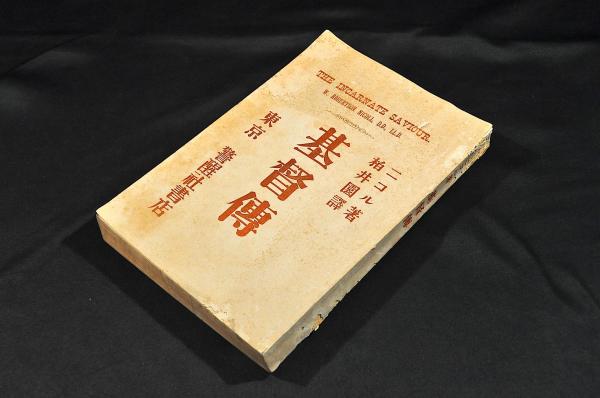 THE INCARNATE SAVIOUR.
W. ROBERTSON NICOLL, D.D. LL.D.
ニコル著
柏井園譯
基督傳
東京 警醒社書店